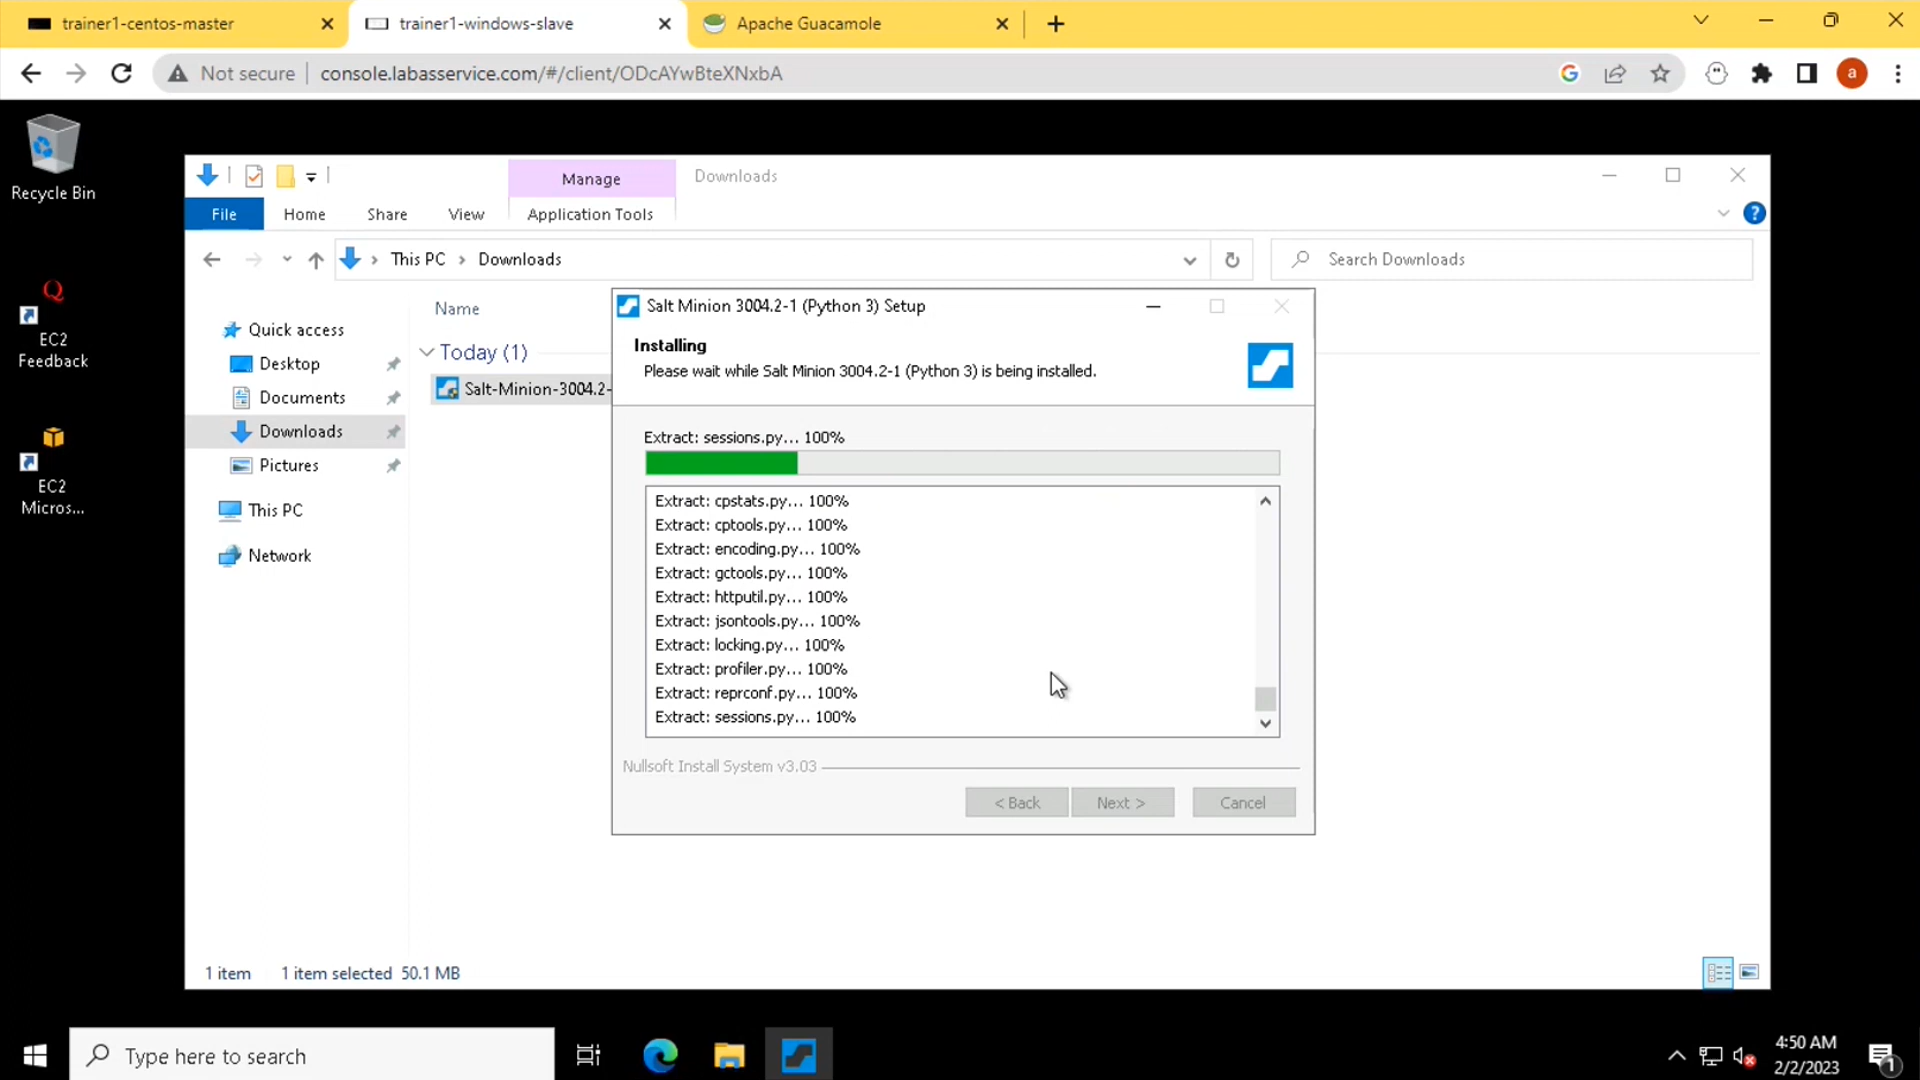 trainer1-centos-master
trainer1-windows-slave
Apache Guacamole
Not secure
console.labasservice.com/#/client/ODcAYwBteXNxbA
a
Recycle Bin
EC2
Feedback
EC2
Micros...
Manage
Downloads
File
Home
Share
View
Application Tools
This PC
Downloads
Search Downloads
Quick access
Desktop
Documents
Downloads
Pictures
This PC
Network
Name
Today (1)
Salt-Minion-3004.2-
Salt Minion 3004.2-1 (Python 3) Setup
Installing
Please wait while Salt Minion 3004.2-1 (Python 3) is being installed.
Extract: sessions.py... 100%
Extract: cpstats.py... 100%
Extract: cptools.py... 100%
Extract: encoding.py... 100%
Extract: gctools.py... 100%
Extract: httputil.py... 100%
Extract: jsontools.py... 100%
Extract: locking.py... 100%
Extract: profiler.py... 100%
Extract: reprconf.py... 100%
Extract: sessions.py... 100%
Nullsoft Install System v3.03
< Back
Next >
Cancel
1 item
1 item selected 50.1 MB
Type here to search
4:50 AM
2/2/2023
1